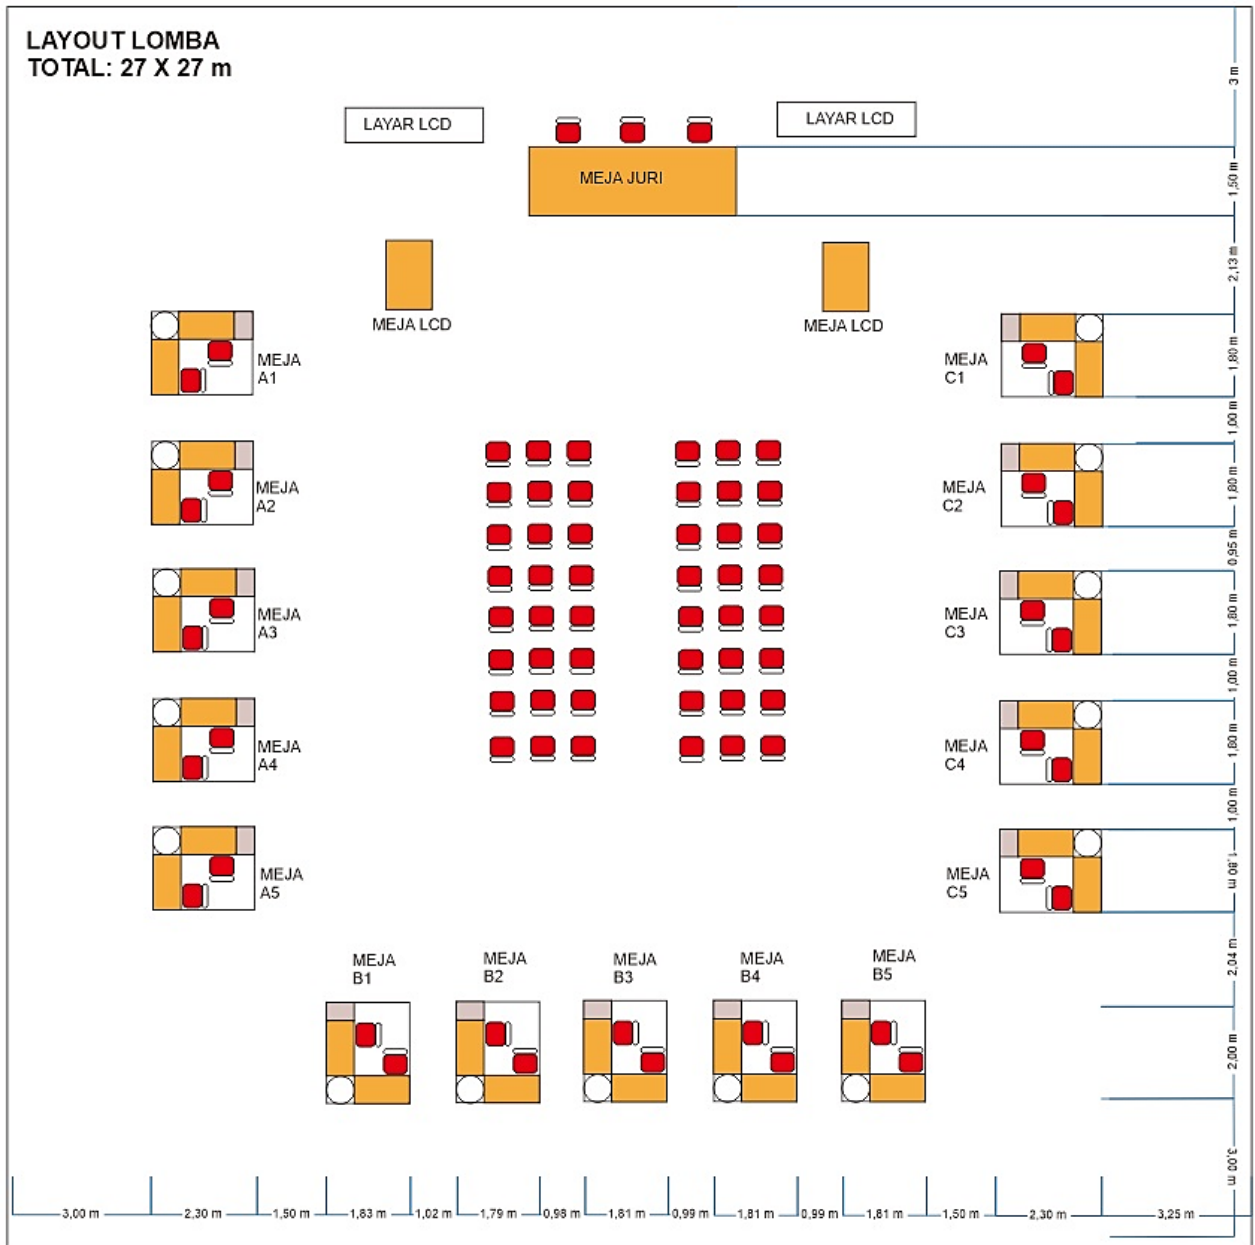 LAYOUT LOMBA
TOTAL: 27 X 27 m
3 m
LAYAR LCD
LAYAR LCD
MEJA JURI
1,50 m
2,13 m
MEJA LCD
MEJA LCD
MEJA
A1
MEJA
C1
1,80 m
1,00 m
MEJA
A2
MEJA
C2
1,80 m
0,95 m
MEJA
A3
MEJA
C3
1,80 m
1,00 m
MEJA
A4
MEJA
C4
1,80 m
1,00 m
MEJA
A5
MEJA
C5
1,80 m
2,04 m
MEJA
B1
MEJA
B2
MEJA
B3
MEJA
B4
MEJA
B5
2,00 m
3,00 m
3,00 m
2,30 m
1,50 m
1,63 m
1,02 m
1,79 m
0,98 m
1,81 m
0,99 m
1,81 m
0,99 m
1,81 m
1,50 m
2,30 m
3,25 m